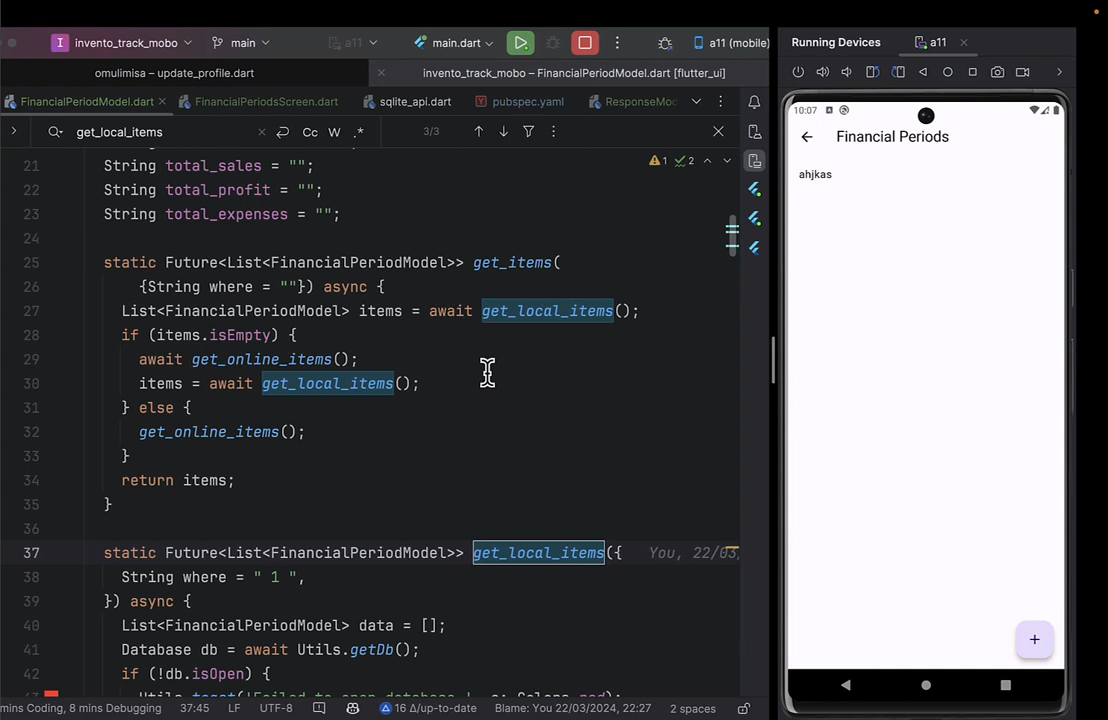 invento_track_mobo main a11 main.dart a11 (mobile)
omulimisa – update_profile.dart invento_track_mobo – FinancialPeriodModel.dart [flutter_ui]
FinancialPeriodModel.dart FinancialPeriodsScreen.dart sqlite_api.dart pubspec.yaml ResponseMoc
get_local_items Cc W .* 3/3
1 2
21 String total_sales = "";
22 String total_profit = "";
23 String total_expenses = "";
24
25 static Future<List<FinancialPeriodModel>> get_items(
26 {String where = ""}) async {
27 List<FinancialPeriodModel> items = await get_local_items();
28 if (items.isEmpty) {
29 await get_online_items();
30 items = await get_local_items();
31 } else {
32 get_online_items();
33 }
34 return items;
35 }
36
37 static Future<List<FinancialPeriodModel>> get_local_items({ You, 22/03,
38 String where = " 1 ",
39 }) async {
40 List<FinancialPeriodModel> data = [];
41 Database db = await Utils.getDb();
42 if (!db.isOpen) {
mins Coding, 8 mins Debugging 37:45 LF UTF-8 16 Δ/up-to-date Blame: You 22/03/2024, 22:27 2 spaces
Running Devices a11
10:07
Financial Periods
ahjkas
+